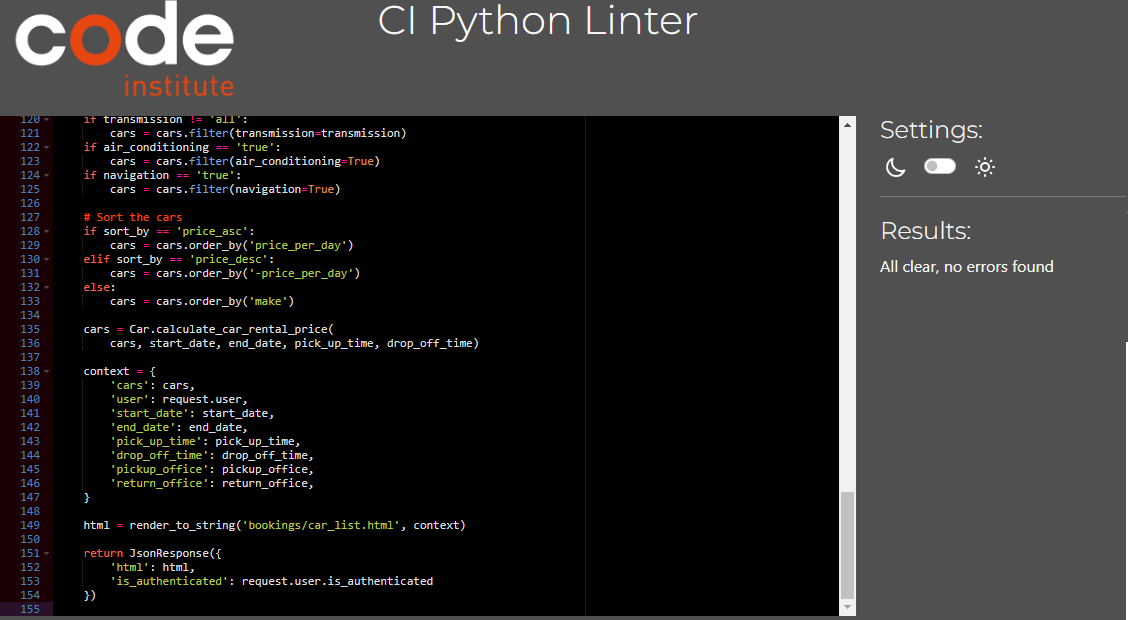 code
institute
CI Python Linter
120 if transmission != 'all':
121 cars = cars.filter(transmission=transmission)
122 if air_conditioning == 'true':
123 cars = cars.filter(air_conditioning=True)
124 if navigation == 'true':
125 cars = cars.filter(navigation=True)
126
127 # Sort the cars
128 if sort_by == 'price_asc':
129 cars = cars.order_by('price_per_day')
130 elif sort_by == 'price_desc':
131 cars = cars.order_by('-price_per_day')
132 else:
133 cars = cars.order_by('make')
134
135 cars = Car.calculate_car_rental_price(
136 cars, start_date, end_date, pick_up_time, drop_off_time)
137
138 context = {
139 'cars': cars,
140 'user': request.user,
141 'start_date': start_date,
142 'end_date': end_date,
143 'pick_up_time': pick_up_time,
144 'drop_off_time': drop_off_time,
145 'pickup_office': pickup_office,
146 'return_office': return_office,
147 }
148
149 html = render_to_string('bookings/car_list.html', context)
150
151 return JsonResponse({
152 'html': html,
153 'is_authenticated': request.user.is_authenticated
154 })
155
Settings:
Results:
All clear, no errors found